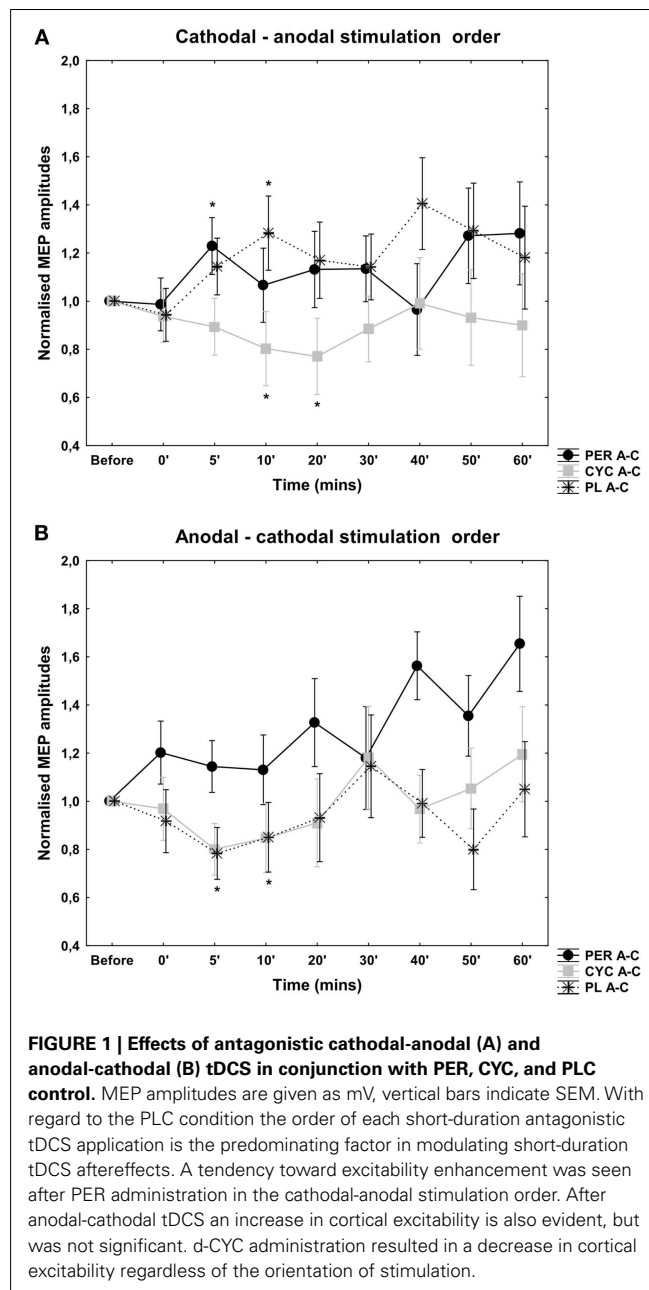 A
Cathodal - anodal stimulation order
2,0
1,8
1,6
1,4
1,2
1,0
0,8
0,6
0,4
Normalised MEP amplitudes
*
*
*
*
Before 0' 5' 10' 20' 30' 40' 50' 60'
Time (mins)
PER A-C
CYC A-C
PL A-C
B
Anodal - cathodal stimulation order
2,0
1,8
1,6
1,4
1,2
1,0
0,8
0,6
0,4
Normalised MEP amplitudes
*
*
Before 0' 5' 10' 20' 30' 40' 50' 60'
Time (mins)
PER A-C
CYC A-C
PL A-C
FIGURE 1 | Effects of antagonistic cathodal-anodal (A) and
anodal-cathodal (B) tDCS in conjunction with PER, CYC, and PLC
control. MEP amplitudes are given as mV, vertical bars indicate SEM. With
regard to the PLC condition the order of each short-duration antagonistic
tDCS application is the predominating factor in modulating short-duration
tDCS aftereffects. A tendency toward excitability enhancement was seen
after PER administration in the cathodal-anodal stimulation order. After
anodal-cathodal tDCS an increase in cortical excitability is also evident, but
was not significant. d-CYC administration resulted in a decrease in cortical
excitability regardless of the orientation of stimulation.